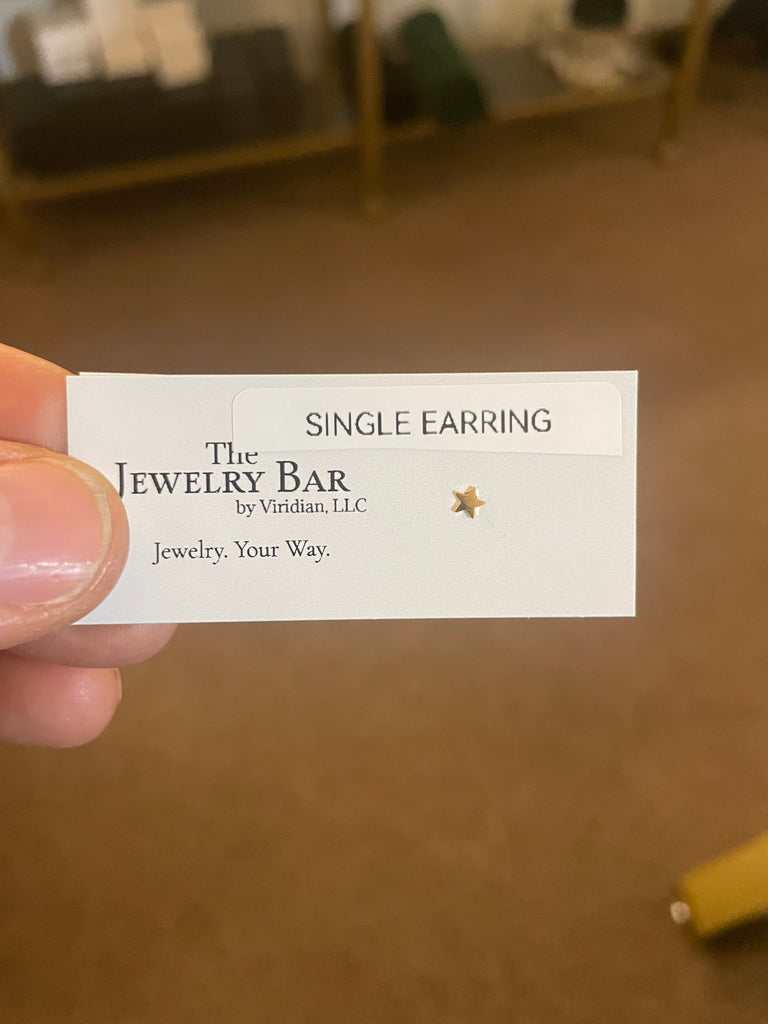 SINGLE EARRING
The
JEWELRY BAR
by Viridian, LLC
Jewelry. Your Way.